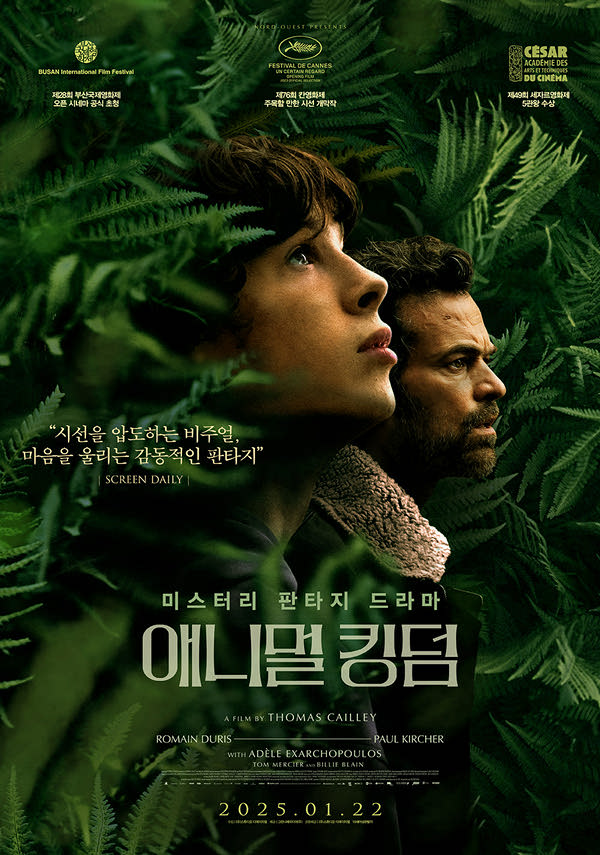 NORD-OUEST PRESENTS
BUSAN International Film Festival
제28회 부산국제영화제
오픈 시네마 공식 초청
FESTIVAL DE CANNES
UN CERTAIN REGARD
OPENING FILM
2023 OFFICIAL SELECTION
제76회 칸영화제
주목할 만한 시선 개막작
CÉSAR
ACADÉMIE DES
ARTS ET TECHNIQUES
DU CINÉMA
제49회 세자르영화제
5관왕 수상
“시선을 압도하는 비주얼,
마음을 울리는 감동적인 판타지”
| SCREEN DAILY |
미스터리 판타지 드라마
애니멀 킹덤
A FILM BY THOMAS CAILLEY
ROMAIN DURIS PAUL KIRCHER
WITH ADÈLE EXARCHOPOULOS
TOM MERCIER AND BILLIE BLAIN
2025.01.22